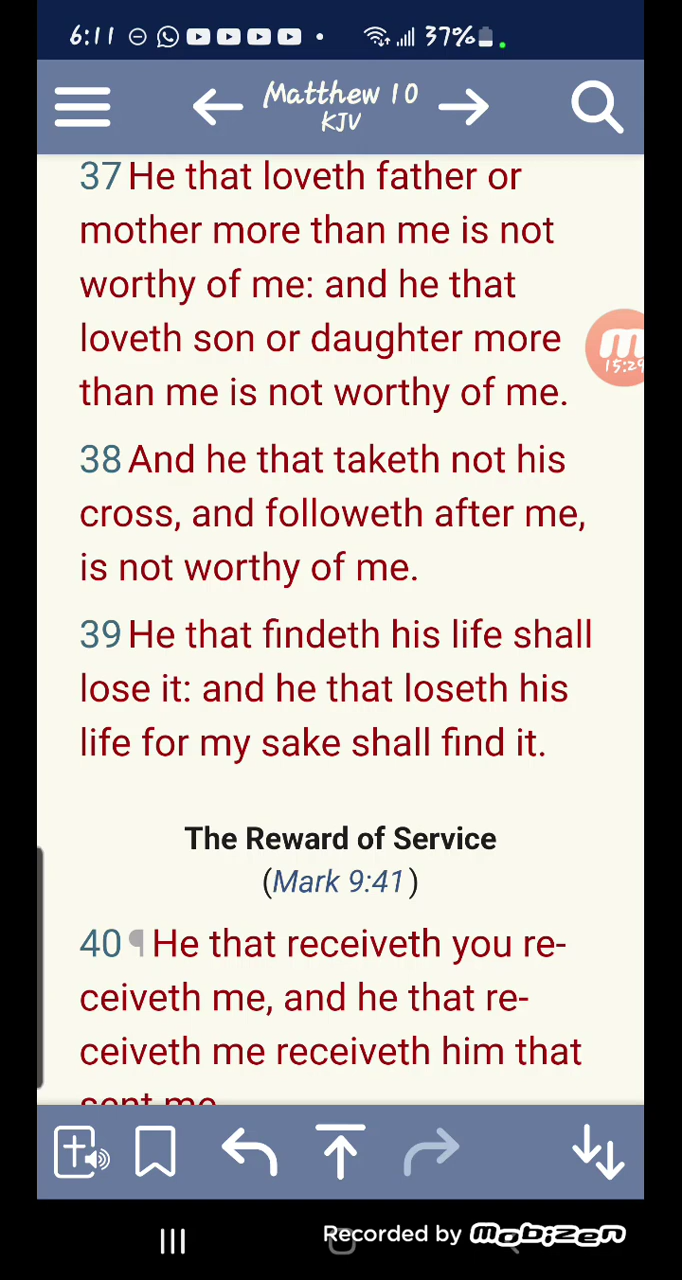 6:11 37%
Matthew 10
KJV
37 He that loveth father or
mother more than me is not
worthy of me: and he that
loveth son or daughter more
than me is not worthy of me.
15:29
38 And he that taketh not his
cross, and followeth after me,
is not worthy of me.
39 He that findeth his life shall
lose it: and he that loseth his
life for my sake shall find it.
The Reward of Service
(Mark 9:41)
40 ¶ He that receiveth you re-
ceiveth me, and he that re-
ceiveth me receiveth him that
sent me
Recorded by mobizen